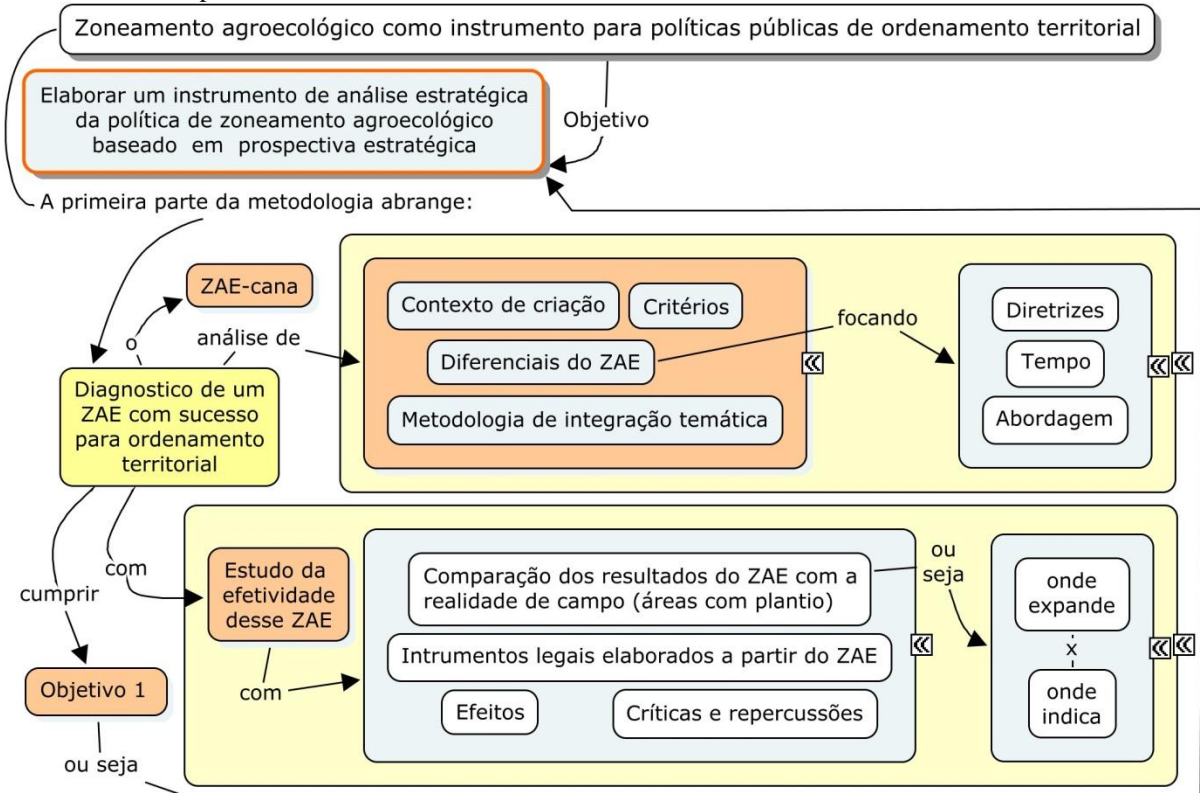 Zoneamento agroecológico como instrumento para políticas públicas de ordenamento territorial
Elaborar um instrumento de análise estratégica
da política de zoneamento agroecológico
baseado em prospectiva estratégica
Objetivo
A primeira parte da metodologia abrange:
ZAE-cana
o
análise de
Contexto de criação
Critérios
Diferenciais do ZAE
Metodologia de integração temática
focando
Diretrizes
Tempo
Abordagem
Diagnostico de um
ZAE com sucesso
para ordenamento
territorial
cumprir
com
Estudo da
efetividade
desse ZAE
com
Comparação dos resultados do ZAE com a
realidade de campo (áreas com plantio)
Intrumentos legais elaborados a partir do ZAE
Efeitos
Críticas e repercussões
ou
seja
onde
expande
x
onde
indica
Objetivo 1
ou seja